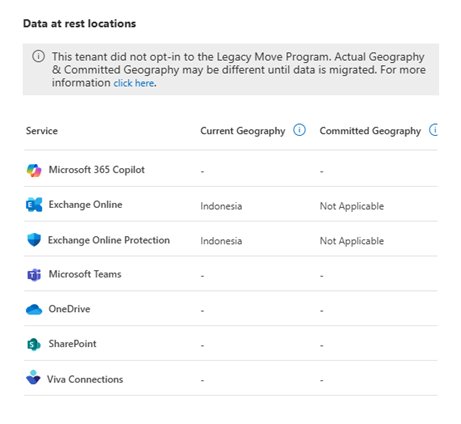 Data at rest locations
This tenant did not opt-in to the Legacy Move Program. Actual Geography
& Committed Geography may be different until data is migrated. For more
information click here.
Service Current Geography Committed Geography
Microsoft 365 Copilot - -
Exchange Online Indonesia Not Applicable
Exchange Online Protection Indonesia Not Applicable
Microsoft Teams - -
OneDrive - -
SharePoint - -
Viva Connections - -